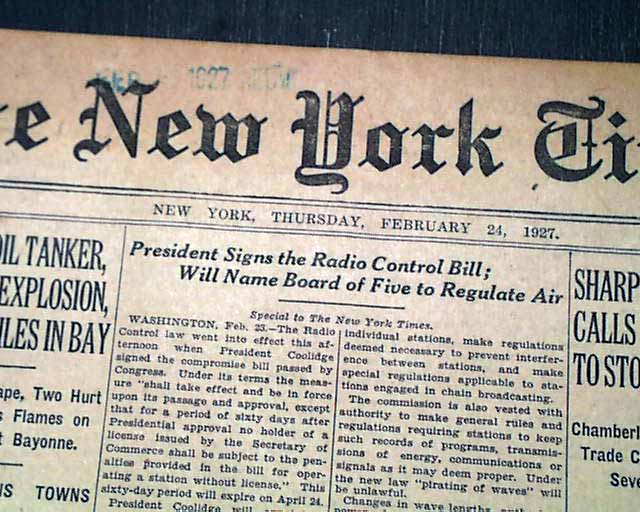 FEB 1927
e New York Ti
NEW YORK, THURSDAY, FEBRUARY 24, 1927.
OIL TANKER,
EXPLOSION,
ILES IN BAY
ape, Two Hurt
s Flames on
t Bayonne.
NS TOWNS
President Signs the Radio Control Bill;
Will Name Board of Five to Regulate Air
Special to The New York Times.
WASHINGTON, Feb. 23.—The Radio
Control law went into effect this af-
ternoon when President Coolidge
signed the compromise bill passed by
Congress. Under its terms the meas-
ure "shall take effect and be in force
upon its passage and approval, except
that for a period of sixty days after
Presidential approval no holder of a
license issued by the Secretary of
Commerce shall be subject to the pen-
alties provided in the bill for oper-
ating a station without license." This
sixty-day period will expire on April 24.
President Coolidge will
individual stations, make regulations
deemed necessary to prevent interfer-
ence between stations, and make
special regulations applicable to sta-
tions engaged in chain broadcasting.
The commission is also vested with
authority to make general rules and
regulations requiring stations to keep
such records of programs, transmis-
sions of energy, communications or
signals as it may deem proper. Under
the new law "pirating of waves" will
be unlawful.
Changes in wave lengths,
SHARP
CALLS
TO STO
Chamberl
Trade C
Seve